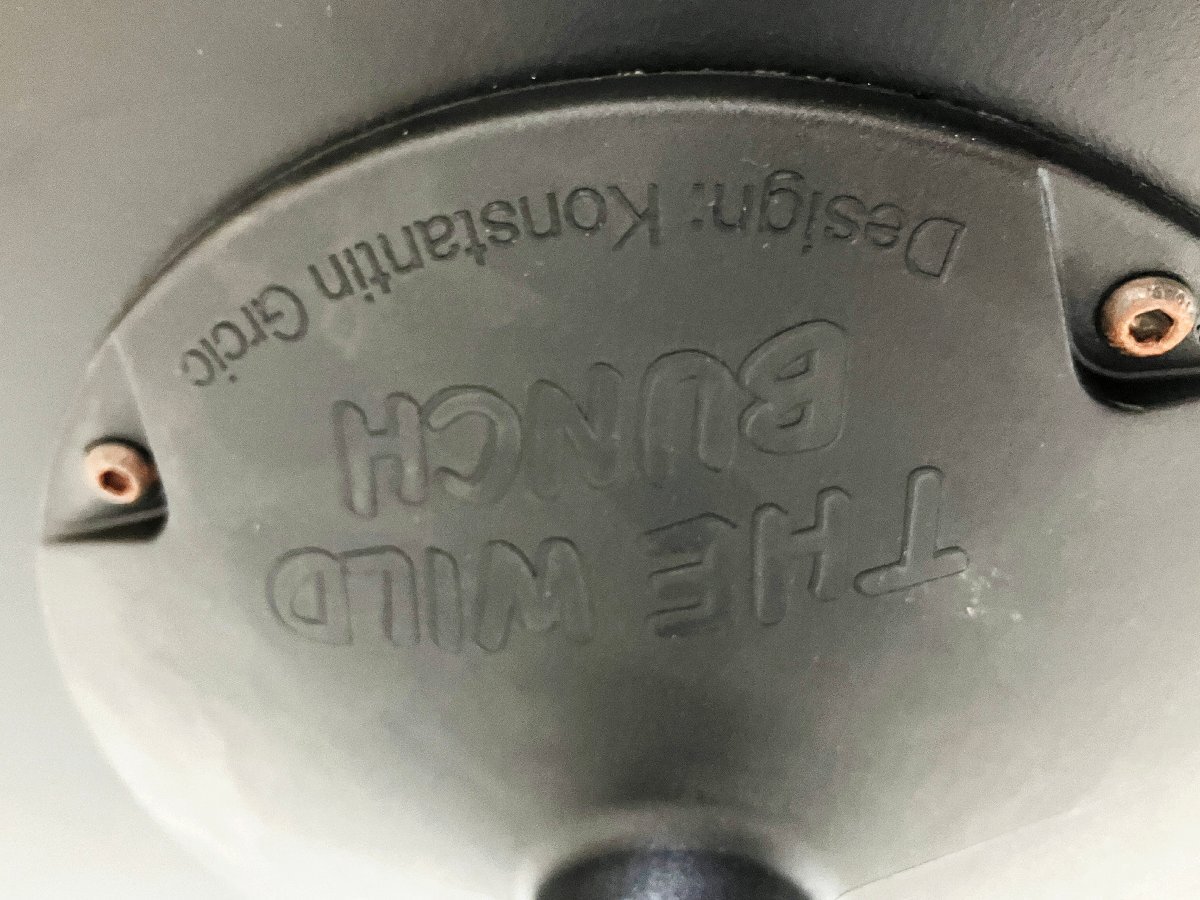 THE WILD
BUNCH
Design: Konstantin Grcic